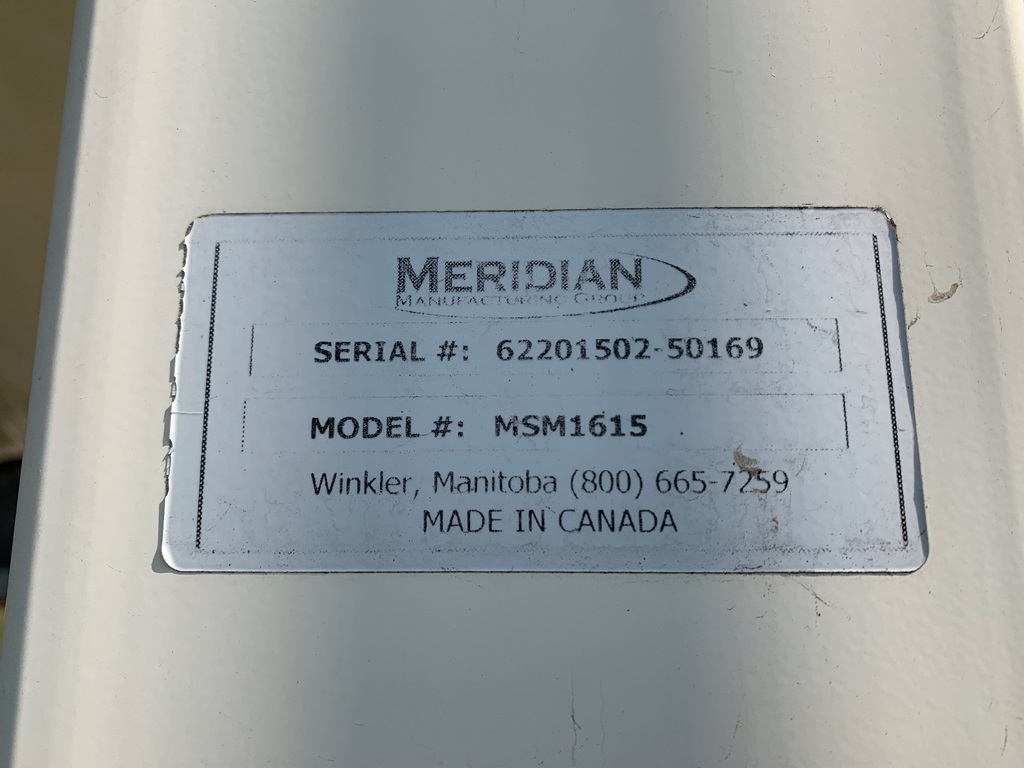 MERIDIAN
MANUFACTURING GROUP
SERIAL #: 62201502-50169
MODEL #: MSM1615
Winkler, Manitoba (800) 665-7259
MADE IN CANADA